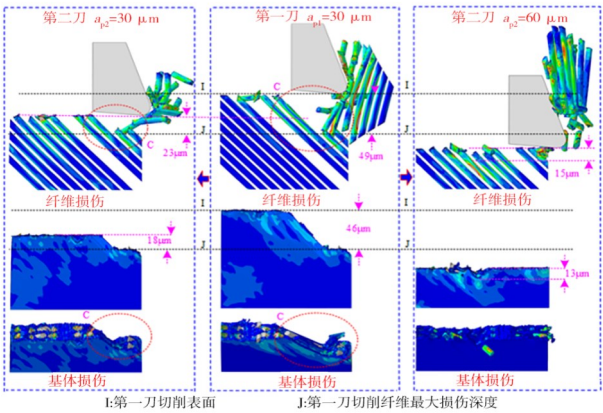 第二刀 a_p2=30 μm
第一刀 a_p1=30 μm
第二刀 a_p2=60 μm
I
C
I
J
C
J
23μm
49μm
15μm
纤维损伤
纤维损伤
纤维损伤
I
I
18μm
46μm
J
J
13μm
C
C
基体损伤
基体损伤
基体损伤
I:第一刀切削表面
J:第一刀切削纤维最大损伤深度